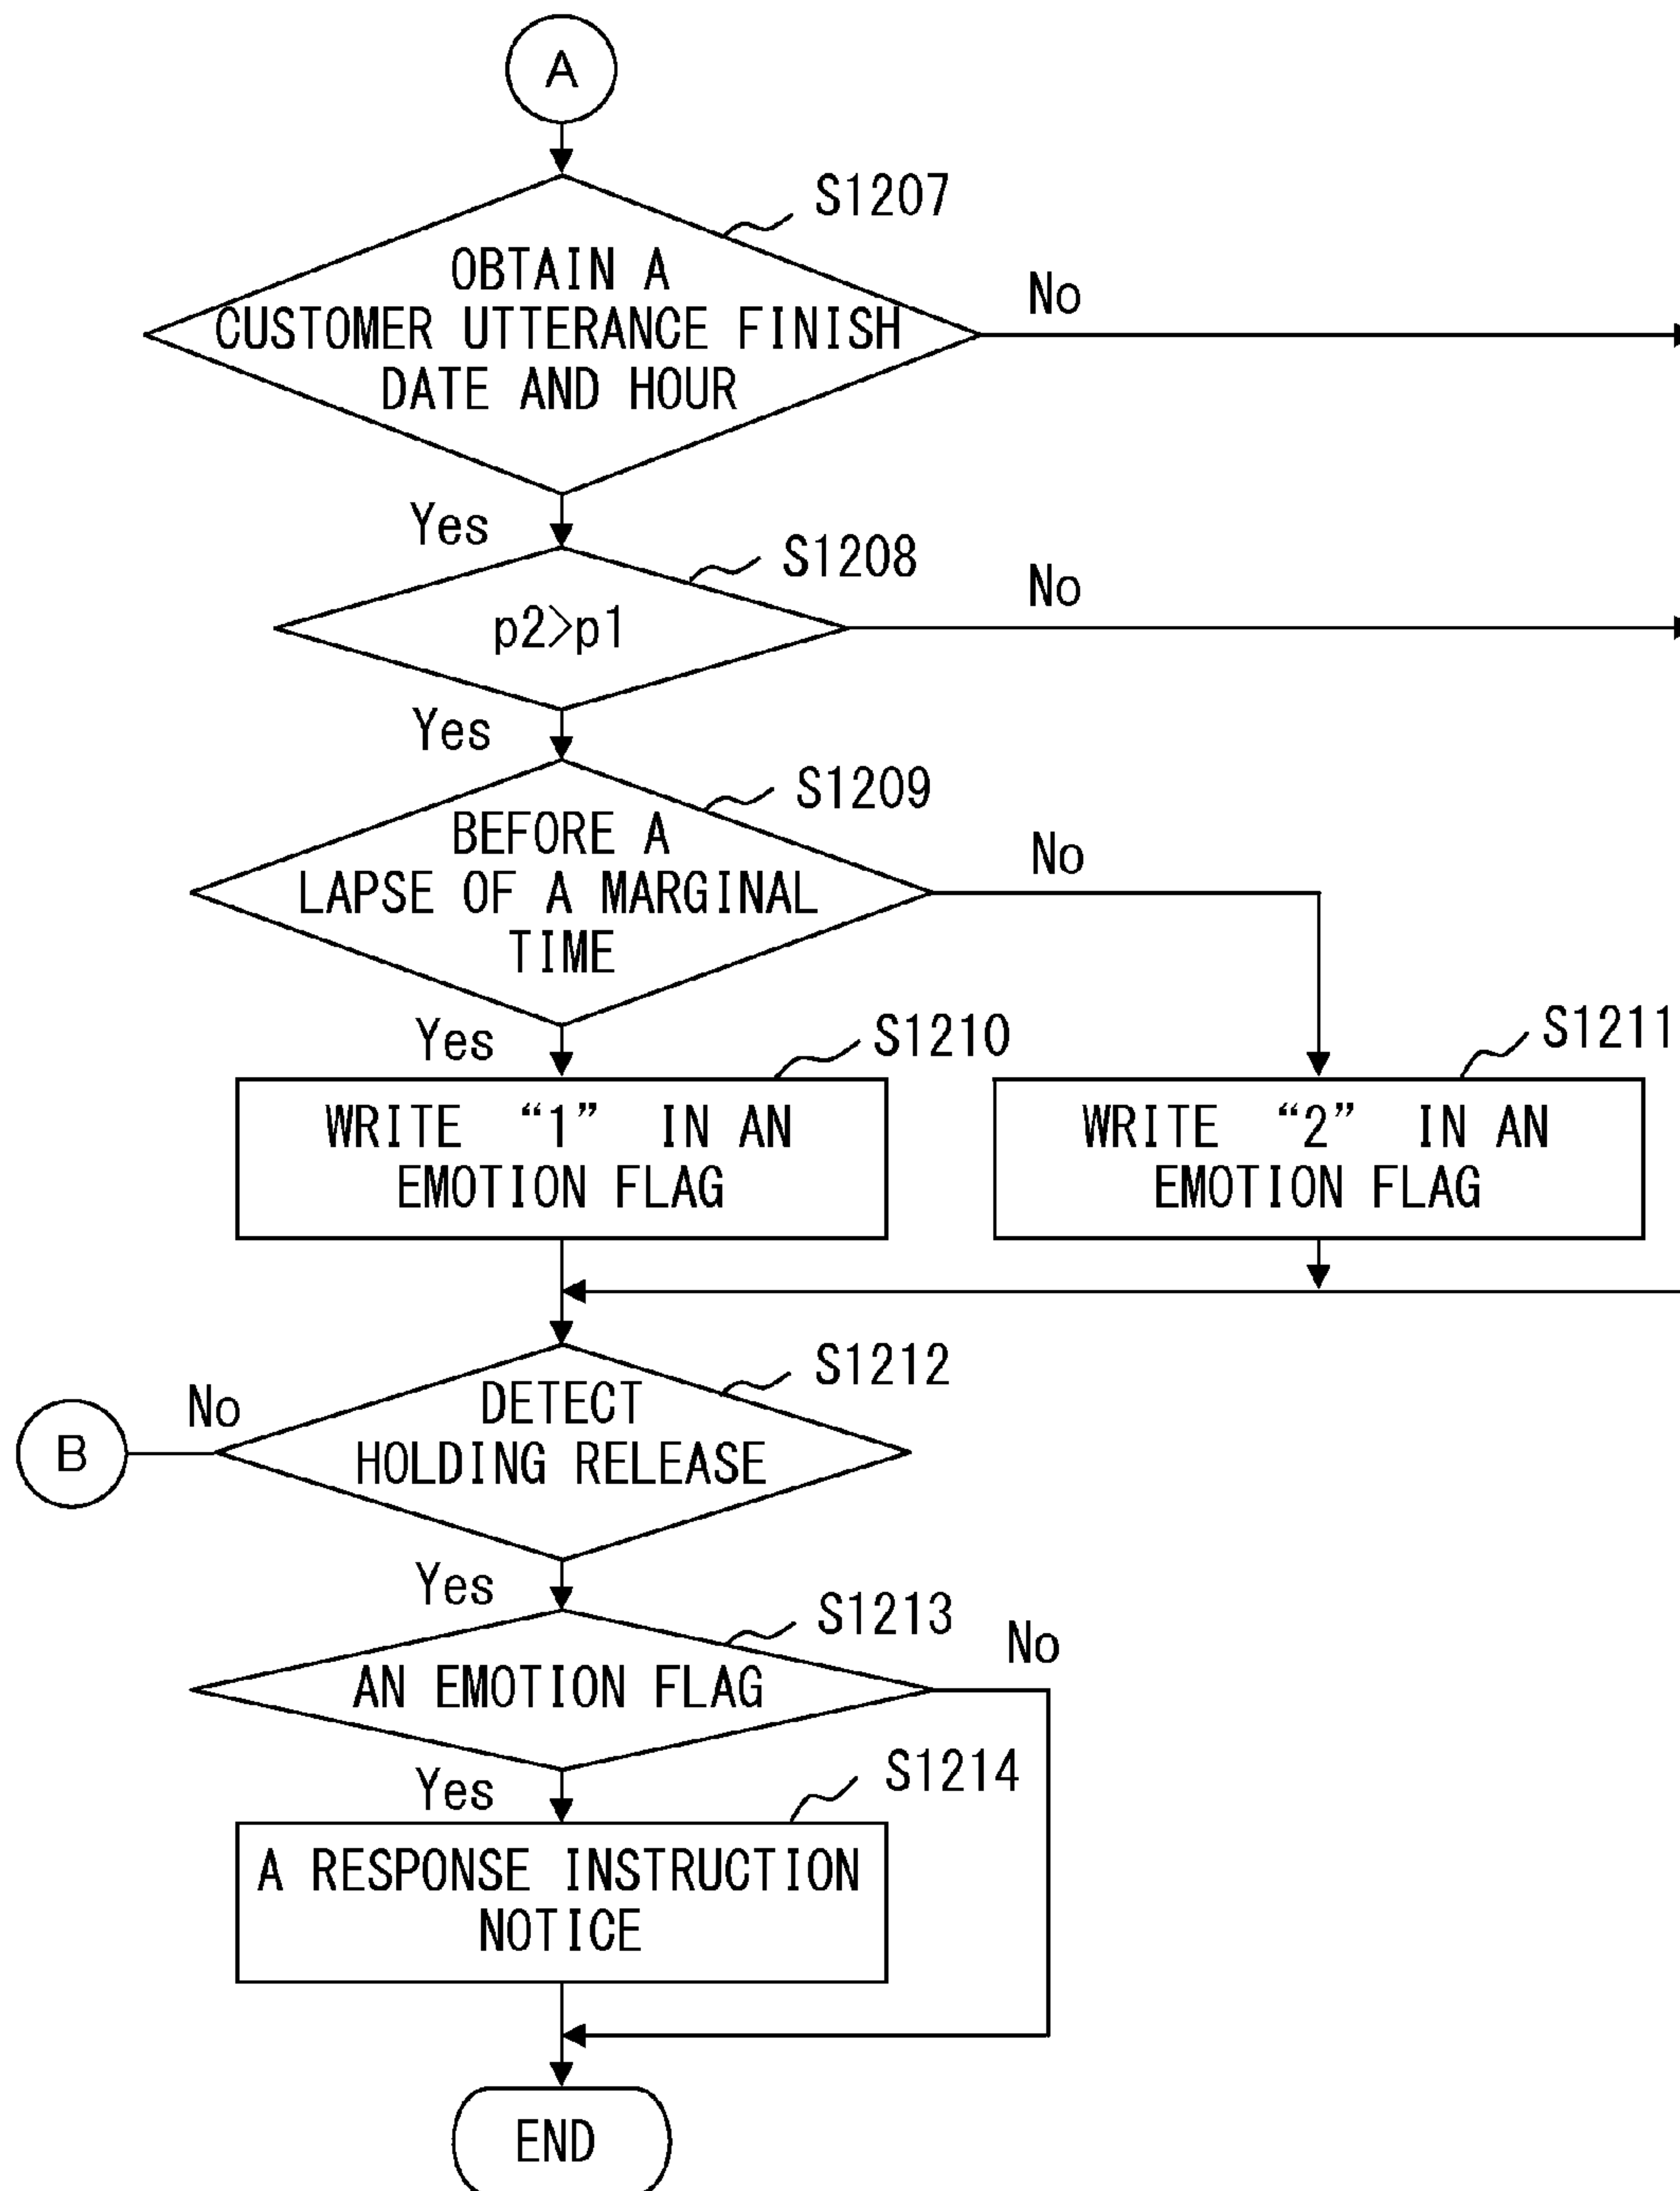 A
S1207
OBTAIN A
CUSTOMER UTTERANCE FINISH
DATE AND HOUR
No
Yes
S1208
p2>p1
No
Yes
S1209
BEFORE A
LAPSE OF A MARGINAL
TIME
No
Yes
S1210
WRITE “1” IN AN
EMOTION FLAG
S1211
WRITE “2” IN AN
EMOTION FLAG
S1212
DETECT
HOLDING RELEASE
No
B
Yes
S1213
AN EMOTION FLAG
No
Yes
S1214
A RESPONSE INSTRUCTION
NOTICE
END